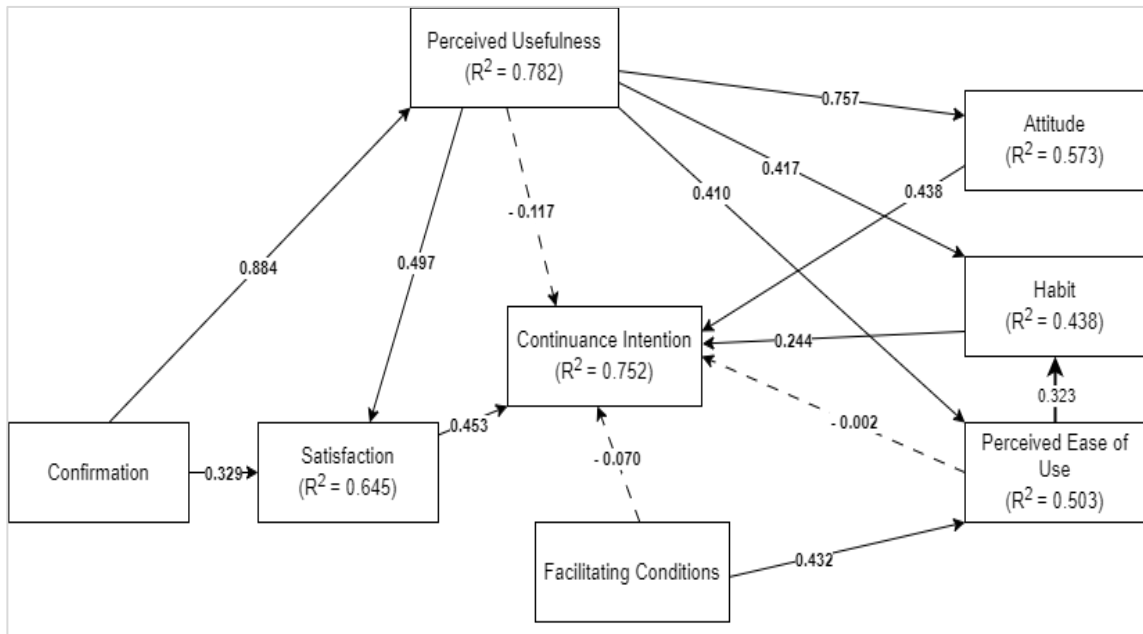 Perceived Usefulness
(R² = 0.782)
0.757
Attitude
(R² = 0.573)
0.417
0.438
0.410
- 0.117
0.884
0.497
Habit
(R² = 0.438)
Continuance Intention
(R² = 0.752)
0.244
0.323
- 0.002
0.453
Confirmation
0.329
Satisfaction
(R² = 0.645)
- 0.070
Perceived Ease of
Use
(R² = 0.503)
Facilitating Conditions
0.432